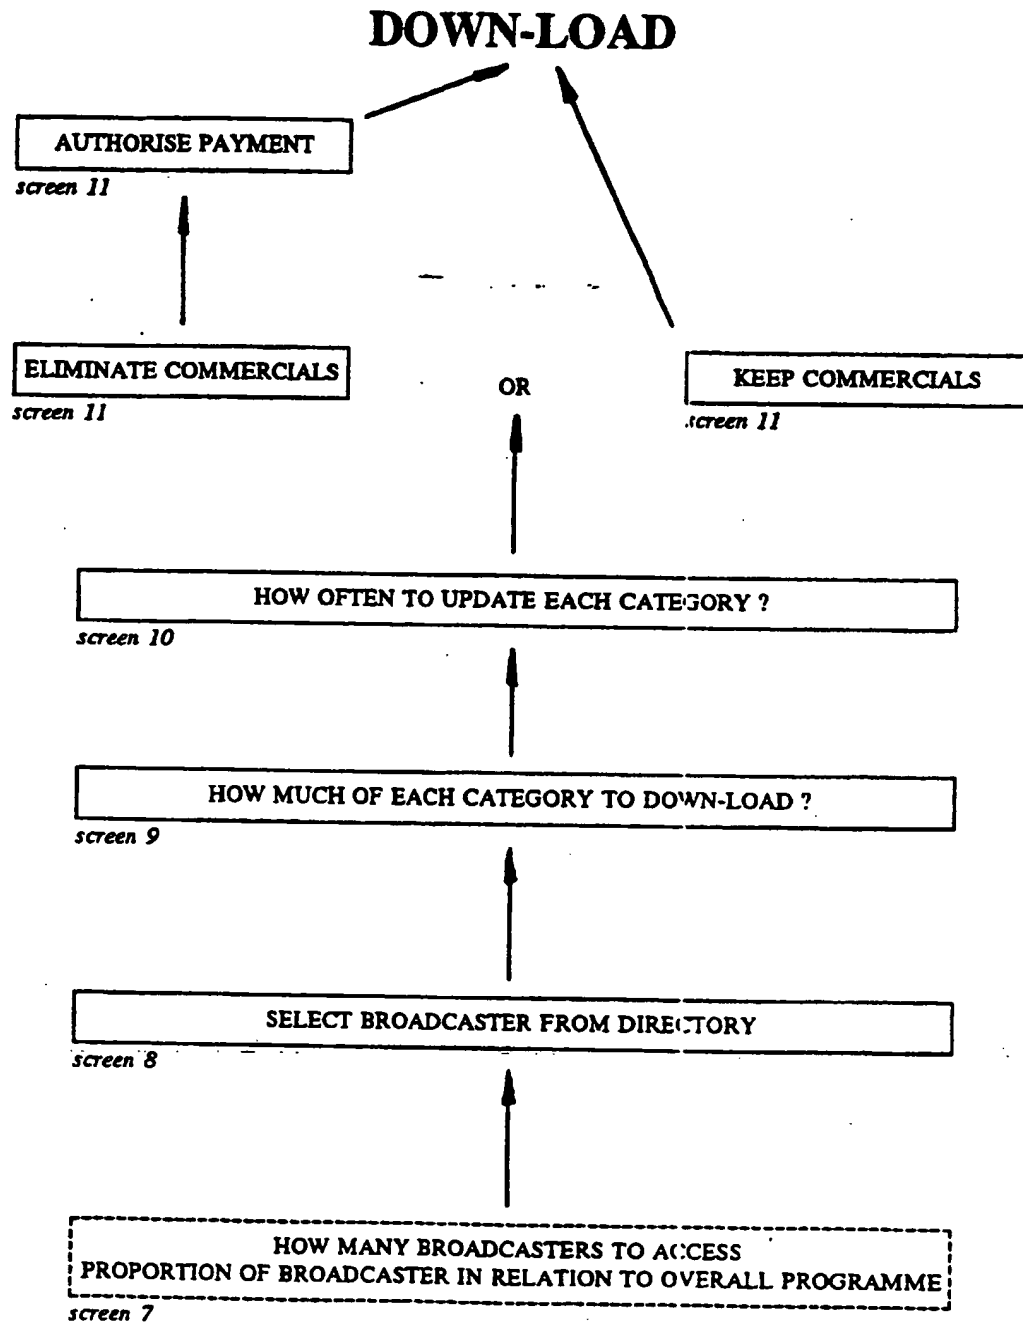 DOWN-LOAD
AUTHORISE PAYMENT
screen 11
ELIMINATE COMMERCIALS
screen 11
OR
KEEP COMMERCIALS
screen 11
HOW OFTEN TO UPDATE EACH CATEGORY ?
screen 10
HOW MUCH OF EACH CATEGORY TO DOWN-LOAD ?
screen 9
SELECT BROADCASTER FROM DIRECTORY
screen 8
HOW MANY BROADCASTERS TO ACCESS
PROPORTION OF BROADCASTER IN RELATION TO OVERALL PROGRAMME
screen 7